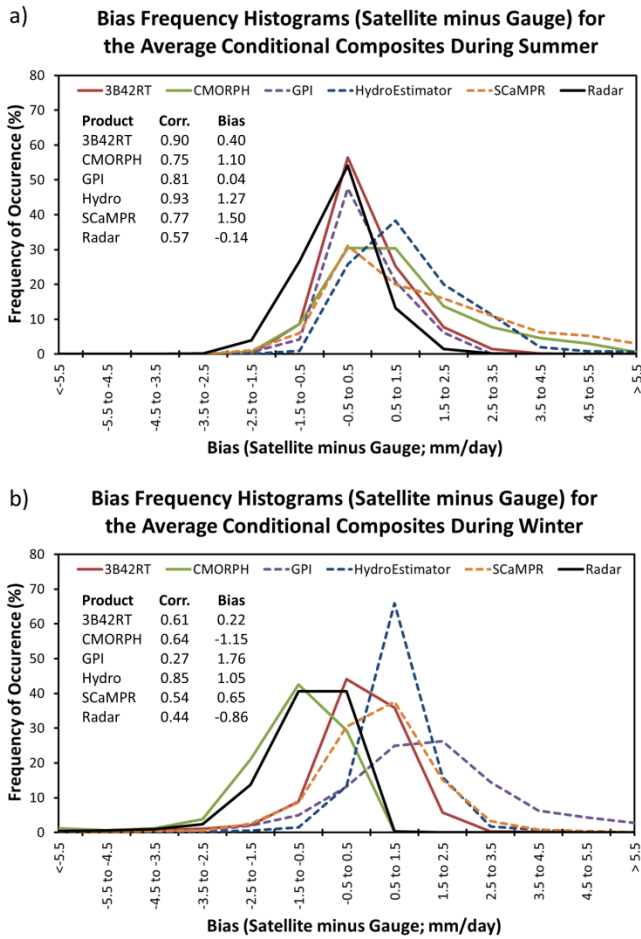 a)
Bias Frequency Histograms (Satellite minus Gauge) for
the Average Conditional Composites During Summer
80
70
60
50
40
30
20
10
0
Frequency of Occurence (%)
3B42RT CMORPH GPI HydroEstimator SCaMPR Radar
Product Corr. Bias
3B42RT 0.90 0.40
CMORPH 0.75 1.10
GPI 0.81 0.04
Hydro 0.93 1.27
SCaMPR 0.77 1.50
Radar 0.57 -0.14
<-5.5
-5.5 to -4.5
-4.5 to -3.5
-3.5 to -2.5
-2.5 to -1.5
-1.5 to -0.5
-0.5 to 0.5
0.5 to 1.5
1.5 to 2.5
2.5 to 3.5
3.5 to 4.5
4.5 to 5.5
> 5.5
Bias (Satellite minus Gauge; mm/day)
b)
Bias Frequency Histograms (Satellite minus Gauge) for
the Average Conditional Composites During Winter
80
70
60
50
40
30
20
10
0
Frequency of Occurence (%)
3B42RT CMORPH GPI HydroEstimator SCaMPR Radar
Product Corr. Bias
3B42RT 0.61 0.22
CMORPH 0.64 -1.15
GPI 0.27 1.76
Hydro 0.85 1.05
SCaMPR 0.54 0.65
Radar 0.44 -0.86
<-5.5
-5.5 to -4.5
-4.5 to -3.5
-3.5 to -2.5
-2.5 to -1.5
-1.5 to -0.5
-0.5 to 0.5
0.5 to 1.5
1.5 to 2.5
2.5 to 3.5
3.5 to 4.5
4.5 to 5.5
> 5.5
Bias (Satellite minus Gauge; mm/day)